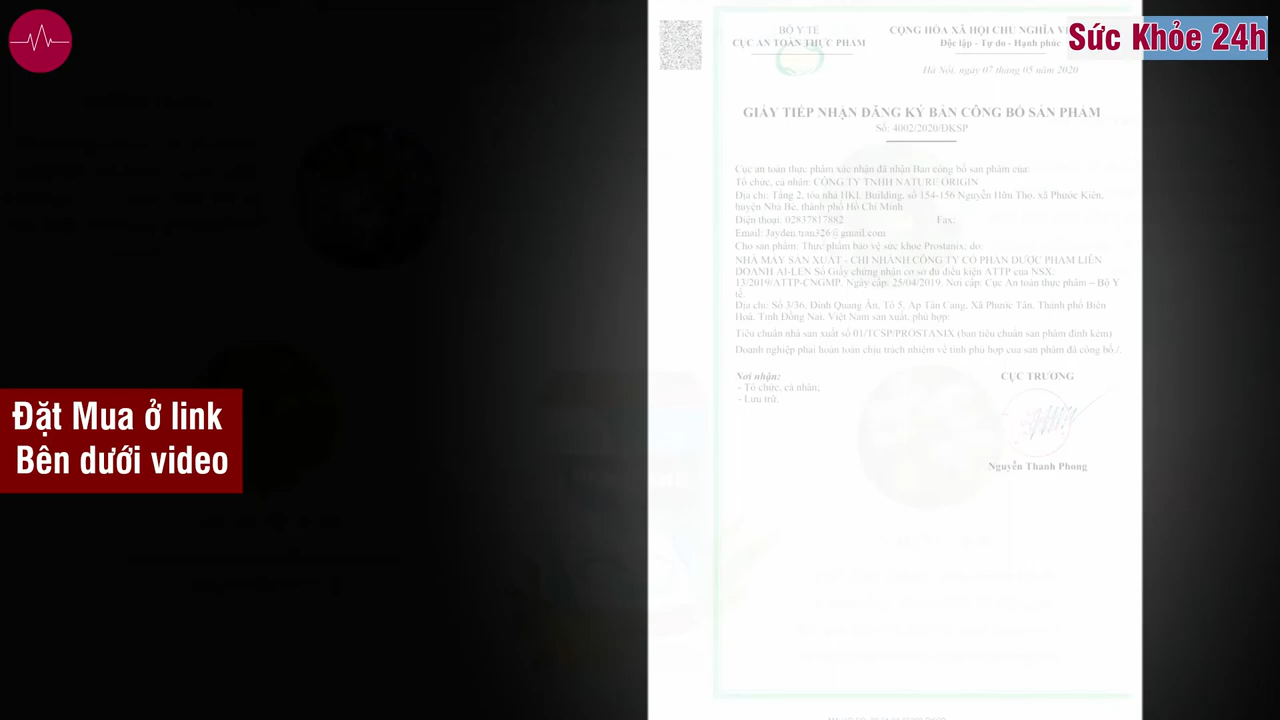 Sức Khỏe 24h
BỘ Y TẾ
CỤC AN TOÀN THỰC PHẨM
CỘNG HÒA XÃ HỘI CHỦ NGHĨA
Độc lập - Tự do - Hạnh phúc
Hà Nội, ngày 07 tháng 05 năm 2020
GIẤY TIẾP NHẬN ĐĂNG KÝ BẢN CÔNG BỐ SẢN PHẨM
Số: 4002/2020/ĐKSP
Cục an toàn thực phẩm xác nhận đã nhận Bản công bố sản phẩm của:
Tổ chức, cá nhân: CÔNG TY TNHH NATURE ORIGIN
Địa chỉ: Tầng 2, tòa nhà HKL Building, số 154-156 Nguyễn Hữu Thọ, xã Phước Kiển,
huyện Nhà Bè, thành phố Hồ Chí Minh
Điện thoại: 02837817882 Fax:
Email: Jayden.tran326@gmail.com
Cho sản phẩm: Thực phẩm bảo vệ sức khỏe Prostanix; do:
NHÀ MÁY SẢN XUẤT - CHI NHÁNH CÔNG TY CỔ PHẦN DƯỢC PHẨM LIÊN
DOANH AI-LEN Số Giấy chứng nhận cơ sở đủ điều kiện ATTP của NSX:
13/2019/ATTP-CNGMP. Ngày cấp: 25/04/2019. Nơi cấp: Cục An toàn thực phẩm – Bộ Y
tế.
Địa chỉ: Số 3/36, Đinh Quang Ân, Tổ 5, Ấp Tân Cang, Xã Phước Tân, Thành phố Biên
Hoà, Tỉnh Đồng Nai, Việt Nam sản xuất, phù hợp:
Tiêu chuẩn nhà sản xuất số 01/TCSP/PROSTANIX (bản tiêu chuẩn sản phẩm đính kèm)
Doanh nghiệp phải hoàn toàn chịu trách nhiệm về tính phù hợp của sản phẩm đã công bố./.
Nơi nhận:
- Tổ chức, cá nhân;
- Lưu trữ.
CỤC TRƯỞNG
Nguyễn Thanh Phong
Đặt Mua ở link
Bên dưới video